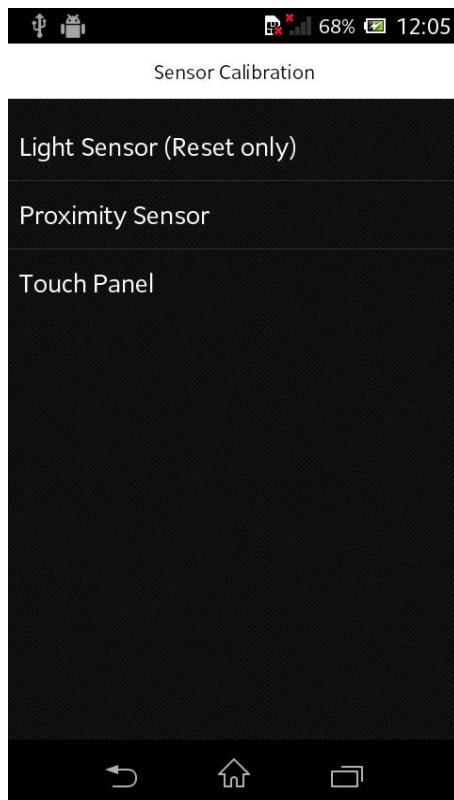 68% 12:05
Sensor Calibration
Light Sensor (Reset only)
Proximity Sensor
Touch Panel